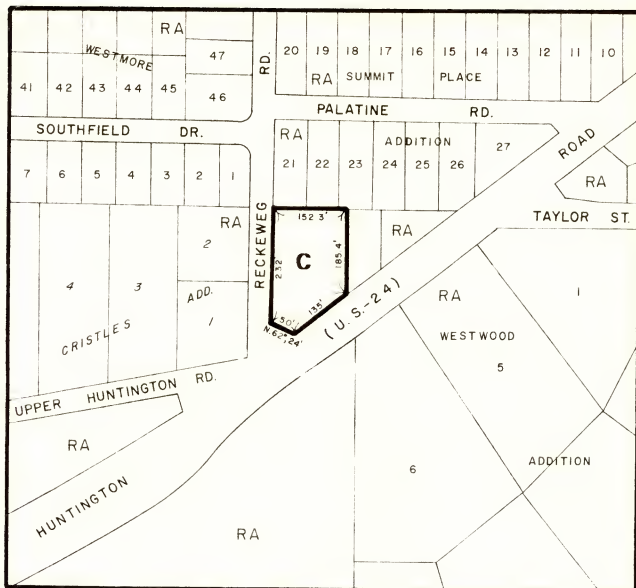 RA
WESTMORE
47
RD.
20 19 18 17 16 15 14 13 12 11 10
RA SUMMIT PLACE
41 42 43 44 45 46
PALATINE RD.
SOUTHFIELD DR.
RA ADDITION
27
ROAD
21 22 23 24 25 26
7 6 5 4 3 2 1
RA
TAYLOR ST.
RECKEWEG
RA
2
152.3'
RA
C
232'
185.4'
4 3
ADD.
1
CRISTLES
50'
135'
N.62°,24'
(U.S.-24)
RA
1
WESTWOOD
5
UPPER HUNTINGTON RD.
RA
6
ADDITION
HUNTINGTON
RA